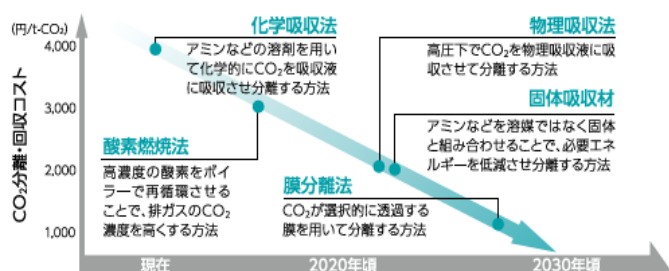 (円/t-CO₂)
CO₂分離・回収コスト
4,000
3,000
2,000
1,000
化学吸収法
アミンなどの溶剤を用い
て化学的にCO₂を吸収液
に吸収させ分離する方法
物理吸収法
高圧下でCO₂を物理吸収液に吸
収させて分離する方法
固体吸収材
アミンなどを溶媒ではなく固体
と組み合わせることで、必要エネ
ルギーを低減させ分離する方法
酸素燃焼法
高濃度の酸素をボイ
ラーで再循環させる
ことで、排ガスのCO₂
濃度を高くする方法
膜分離法
CO₂が選択的に透過する
膜を用いて分離する方法
現在
2020年頃
2030年頃